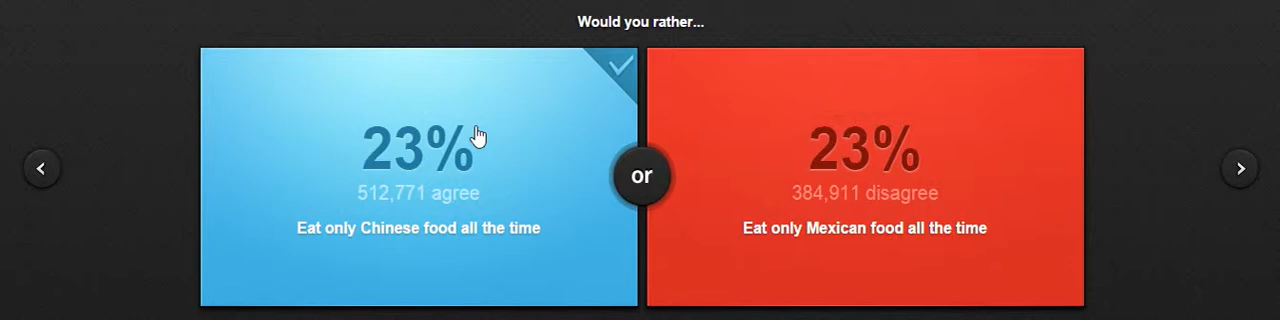 Would you rather...
23%
512,771 agree
Eat only Chinese food all the time
or
23%
384,911 disagree
Eat only Mexican food all the time